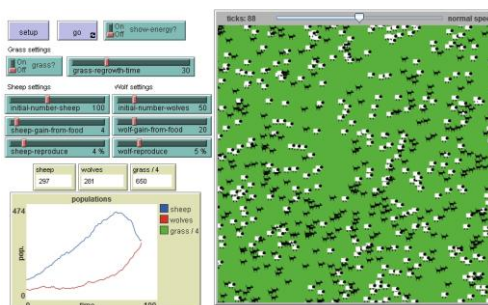 setup
go
On
Off
show-energy?
Grass settings
On
Off
grass?
grass-regrowth-time 30
Sheep settings
Wolf settings
initial-number-sheep 100
initial-number-wolves 50
sheep-gain-from-food 4
wolf-gain-from-food 20
sheep-reproduce 4 %
wolf-reproduce 5 %
sheep
297
wolves
grass / 4
650
populations
474
pop.
0
time
sheep
wolves
grass / 4
ticks: 88
normal speed